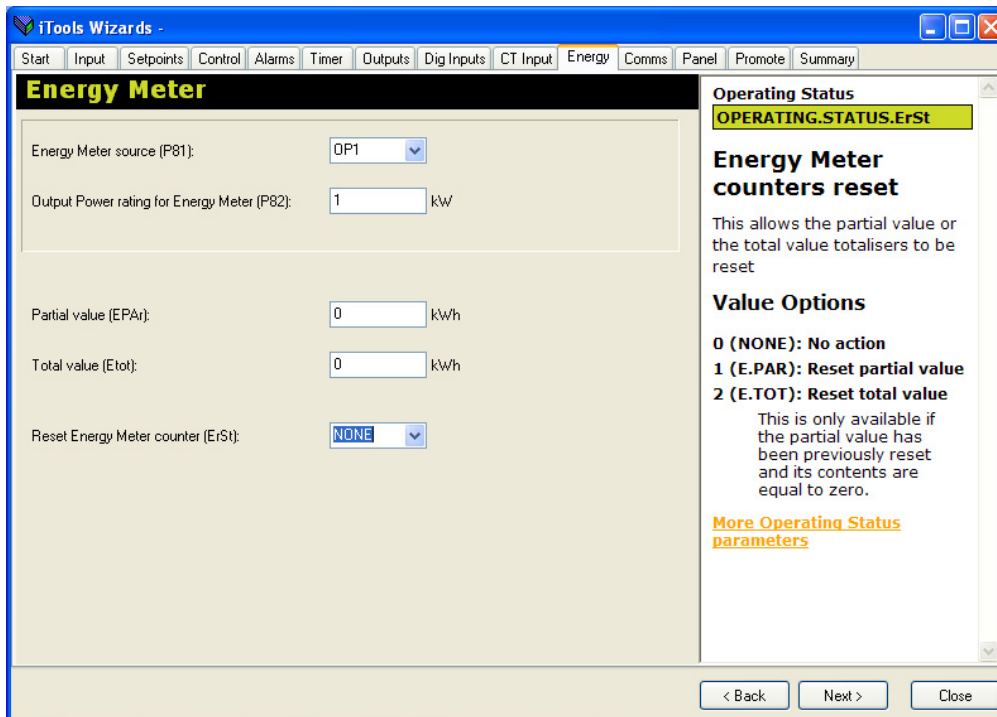 iTools Wizards -
Start Input Setpoints Control Alarms Timer Outputs Dig Inputs CT Input Energy Comms Panel Promote Summary
Energy Meter
Energy Meter source (P81): OP1
Output Power rating for Energy Meter (P82): 1 kW
Partial value (EPAr): 0 kWh
Total value (Etot): 0 kWh
Reset Energy Meter counter (ErSt): NONE
Operating Status
OPERATING.STATUS.ErSt
Energy Meter
counters reset
This allows the partial value or
the total value totalisers to be
reset
Value Options
0 (NONE): No action
1 (E.PAR): Reset partial value
2 (E.TOT): Reset total value
This is only available if
the partial value has
been previously reset
and its contents are
equal to zero.
More Operating Status
parameters
< Back Next > Close